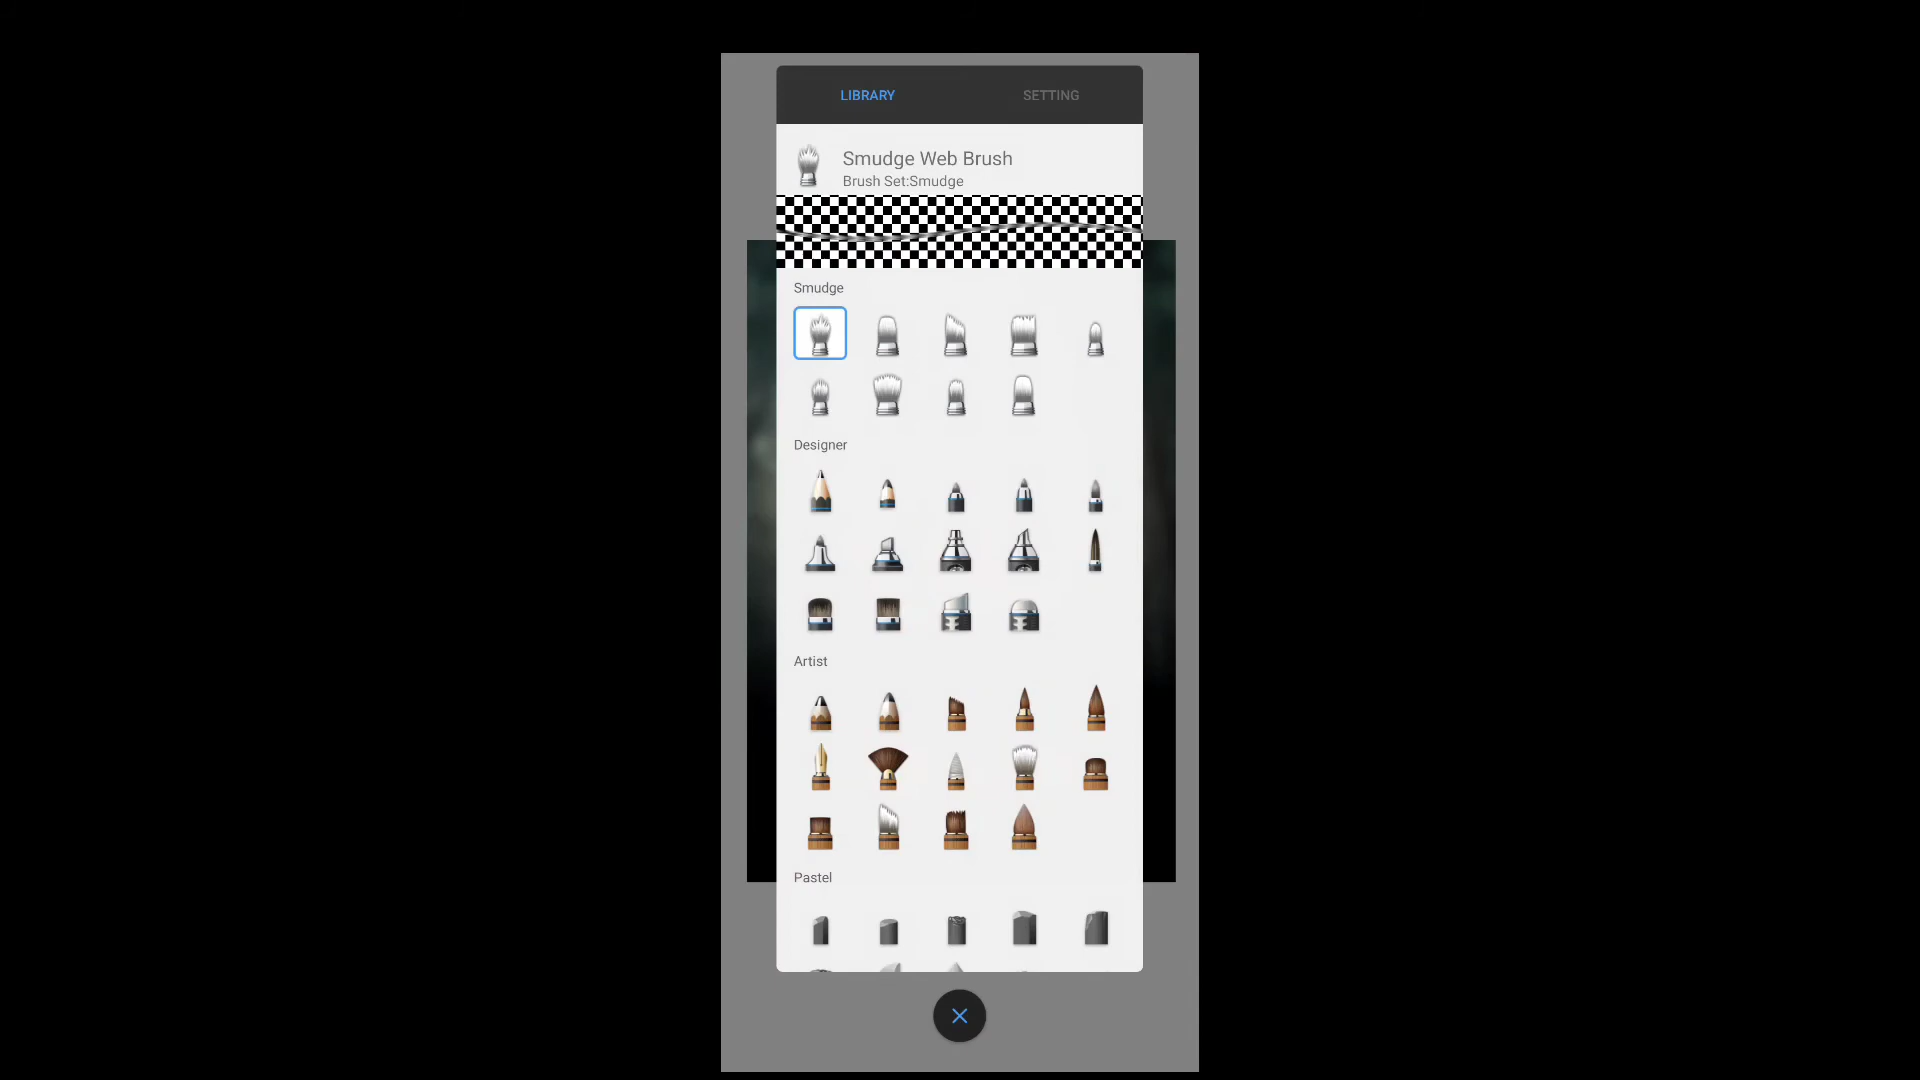 LIBRARY SETTING
Smudge Web Brush
Brush Set:Smudge
Smudge
Designer
Artist
Pastel